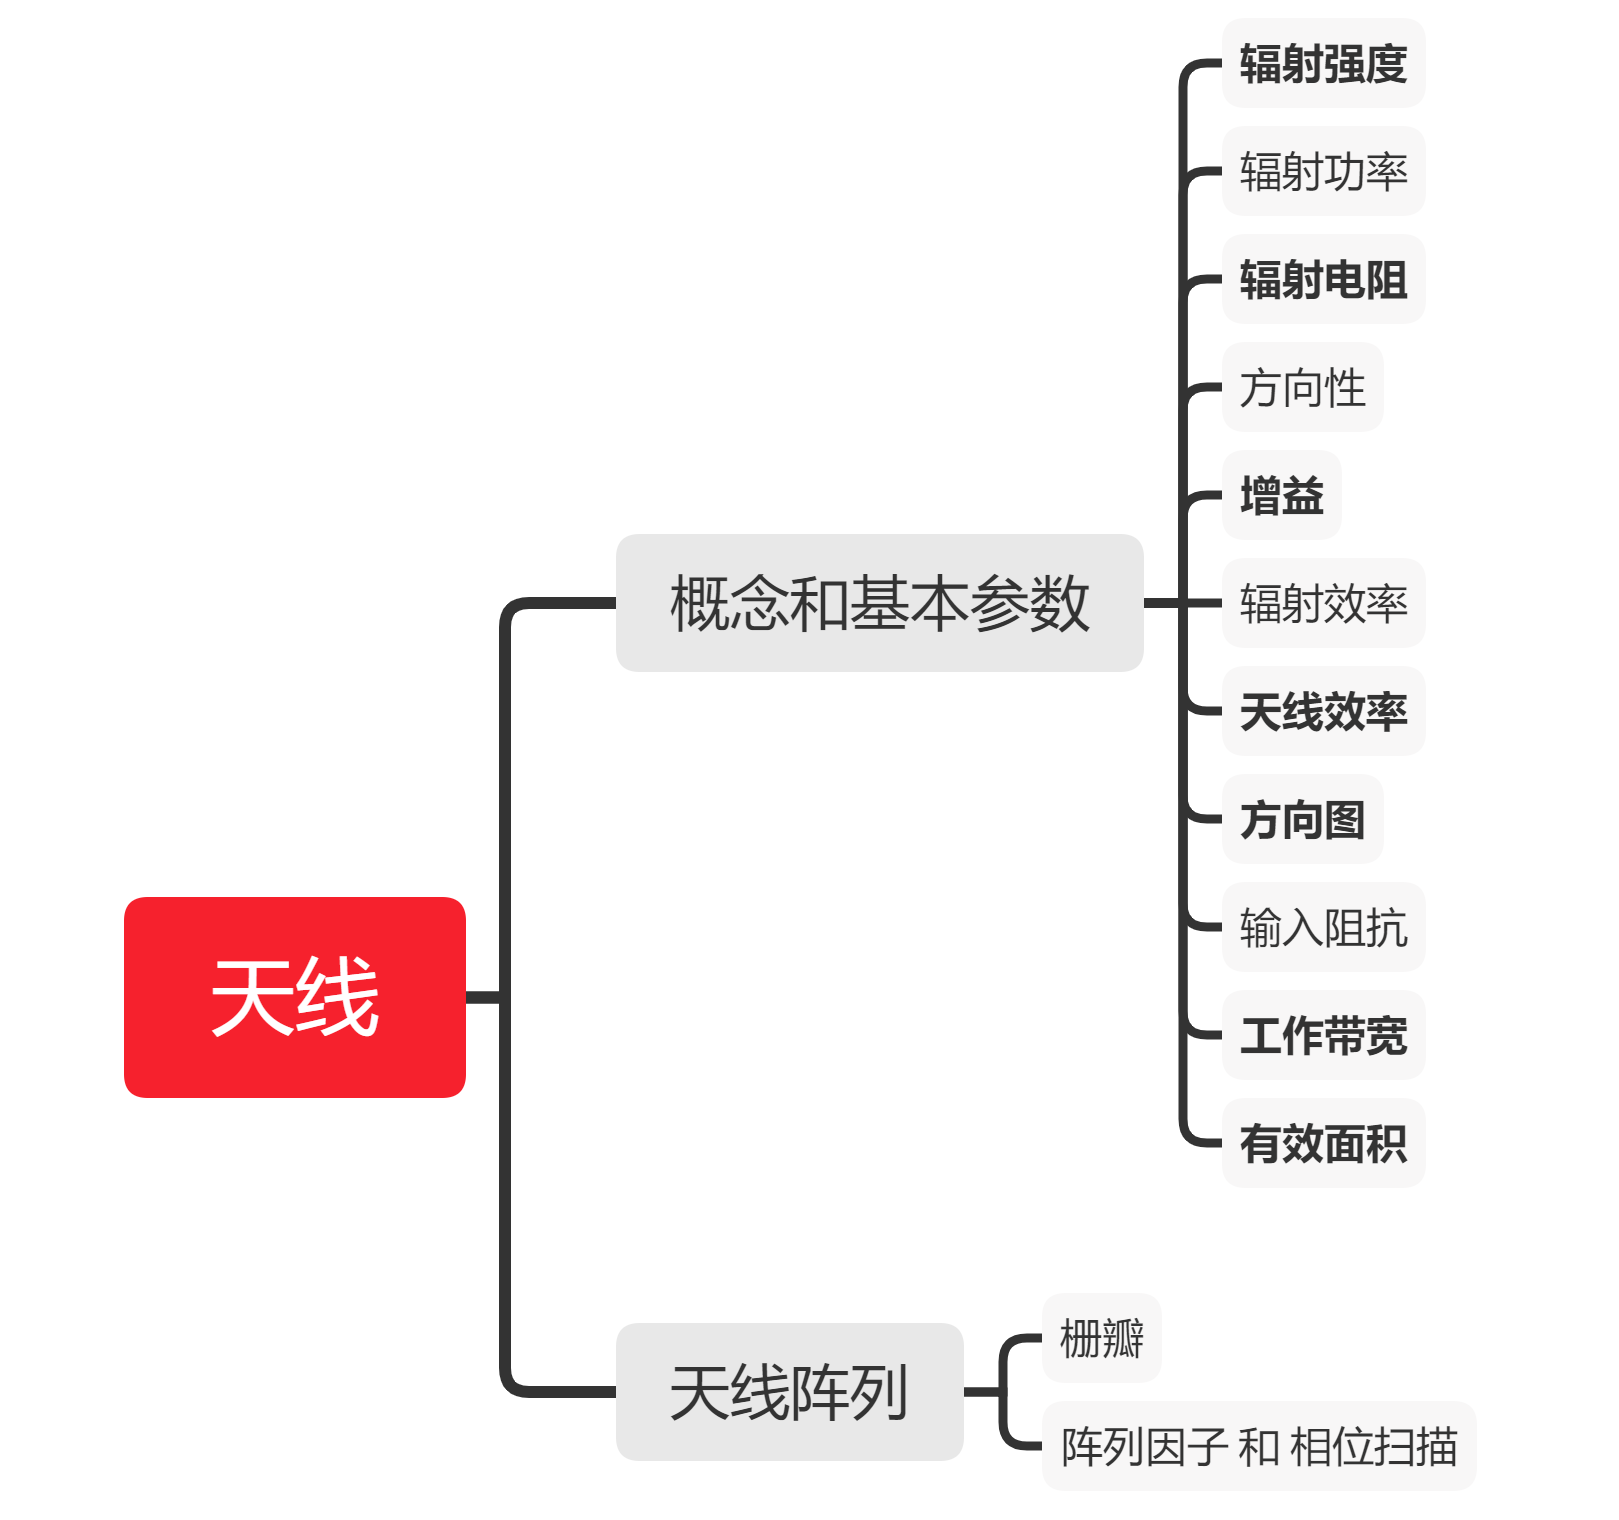 天线
概念和基本参数
辐射强度
辐射功率
辐射电阻
方向性
增益
辐射效率
天线效率
方向图
输入阻抗
工作带宽
有效面积
天线阵列
栅瓣
阵列因子 和 相位扫描